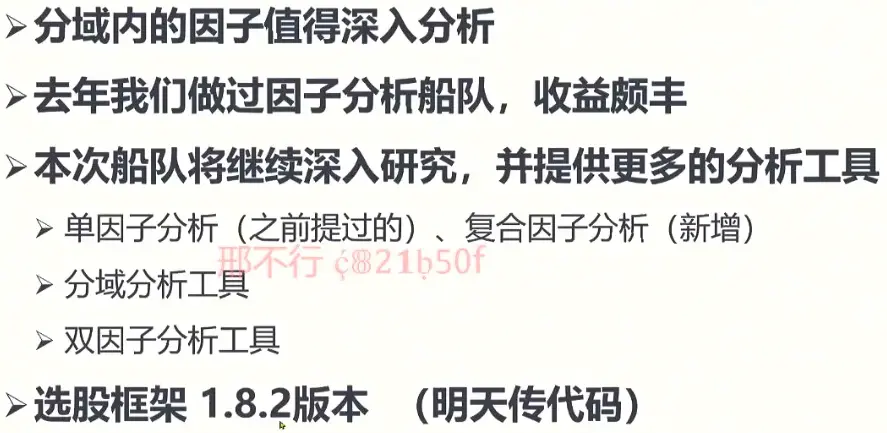 ➢分域内的因子值得深入分析
➢去年我们做过因子分析船队，收益颇丰
➢本次船队将继续深入研究，并提供更多的分析工具
➢单因子分析（之前提过的）、复合因子分析（新增）
邢不行
➢分域分析工具
➢双因子分析工具
➢选股框架 1.8.2版本 （明天传代码）